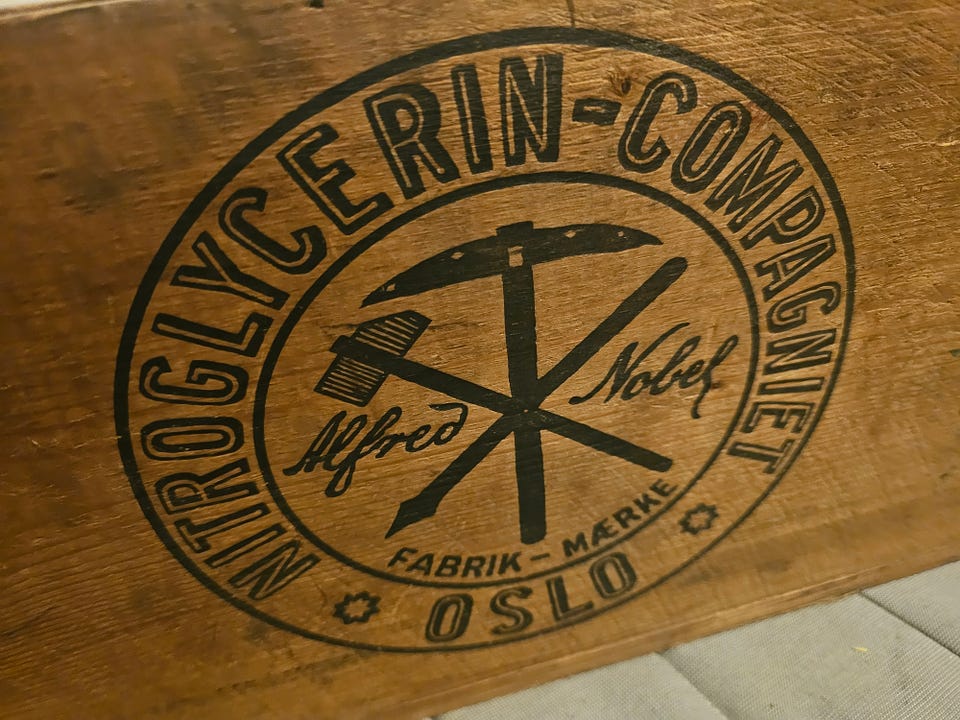 NITROGLYCERIN-COMPAGNIET
Alfred Nobel
FABRIK-MÆRKE
OSLO